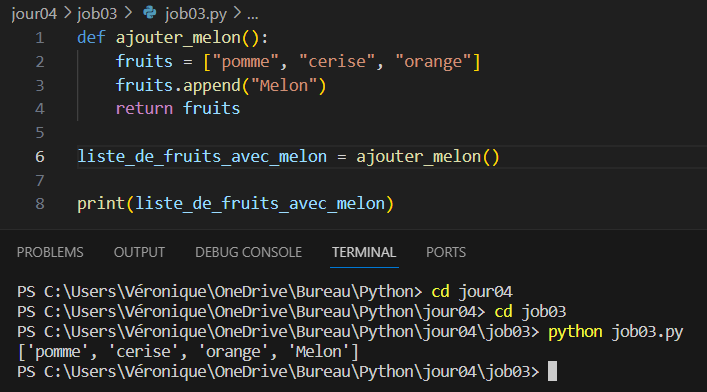 jour04 > job03 > job03.py > ...
1 def ajouter_melon():
2     fruits = ["pomme", "cerise", "orange"]
3     fruits.append("Melon")
4     return fruits
5
6 liste_de_fruits_avec_melon = ajouter_melon()
7
8 print(liste_de_fruits_avec_melon)
PROBLEMS OUTPUT DEBUG CONSOLE TERMINAL PORTS
PS C:\Users\Véronique\OneDrive\Bureau\Python> cd jour04
PS C:\Users\Véronique\OneDrive\Bureau\Python\jour04> cd job03
PS C:\Users\Véronique\OneDrive\Bureau\Python\jour04\job03> python job03.py
['pomme', 'cerise', 'orange', 'Melon']
PS C:\Users\Véronique\OneDrive\Bureau\Python\jour04\job03>